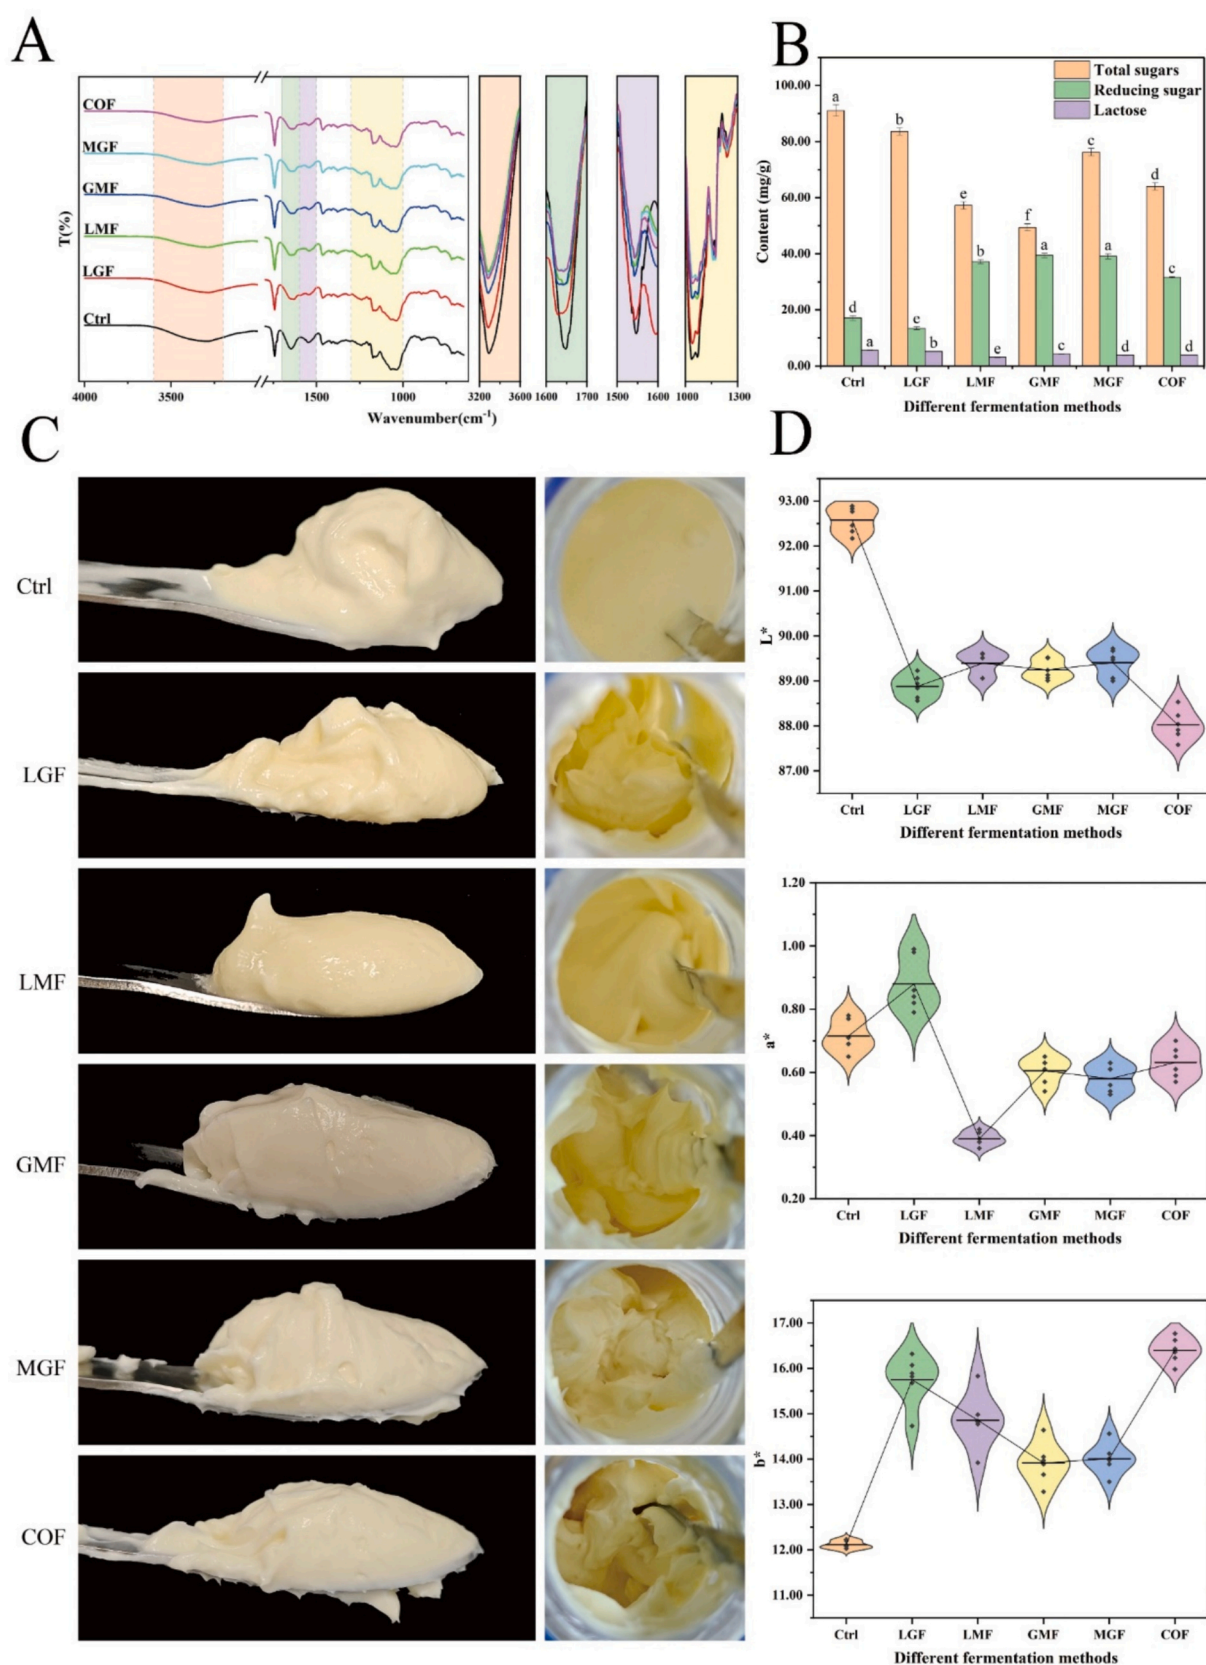 A
COF
MGF
GMF
LMF
LGF
Ctrl
T(%)
4000 3500 1500 1000
3200 3600 1600 1700 1500 1600 1000 1300
Wavenumber(cm-1)
B
Total sugars
Reducing sugar
Lactose
Content (mg/g)
100.00
80.00
60.00
40.00
20.00
0.00
a
b
c
d
e
f
d
e
b
a
a
c
a
b
e
c
d
d
Ctrl LGF LMF GMF MGF COF
Different fermentation methods
C
Ctrl
LGF
LMF
GMF
MGF
COF
D
L*
93.00
92.00
91.00
90.00
89.00
88.00
87.00
Ctrl LGF LMF GMF MGF COF
Different fermentation methods
a*
1.20
1.00
0.80
0.60
0.40
0.20
Ctrl LGF LMF GMF MGF COF
Different fermentation methods
b*
17.00
16.00
15.00
14.00
13.00
12.00
11.00
Ctrl LGF LMF GMF MGF COF
Different fermentation methods